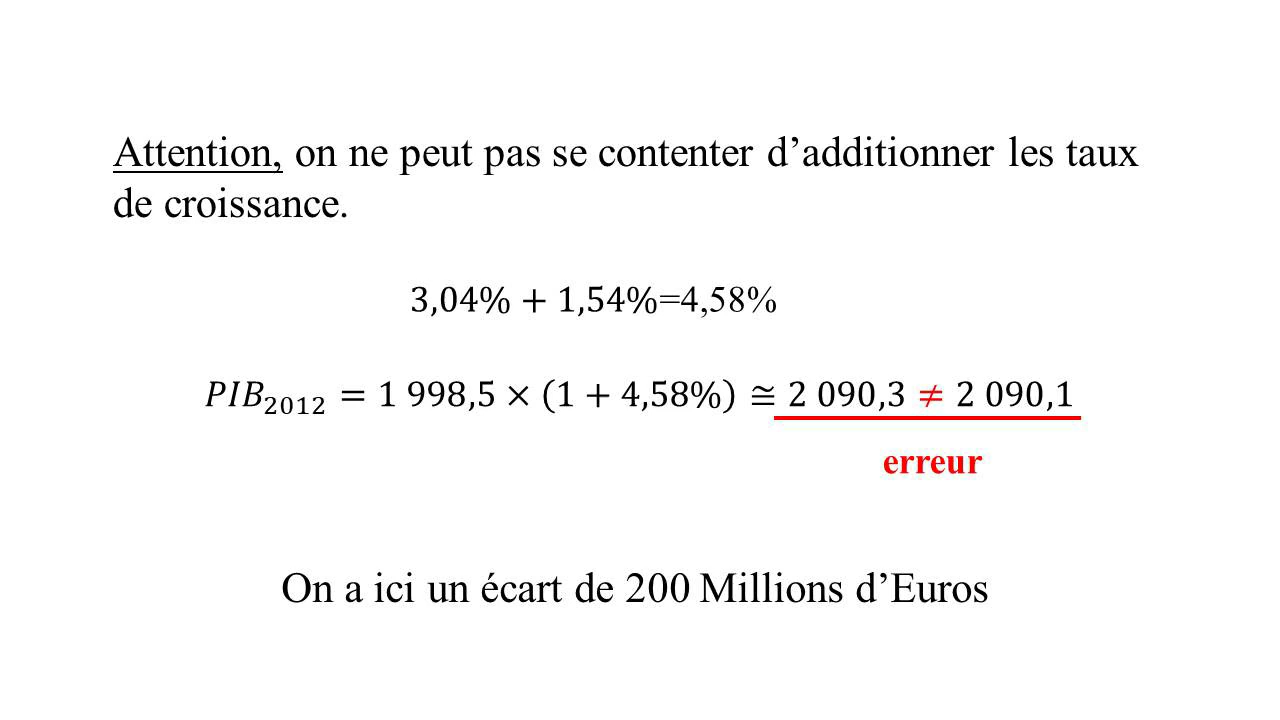 Attention, on ne peut pas se contenter d’additionner les taux
de croissance.
3,04% + 1,54%=4,58%
𝑃𝐼𝐵₂₀₁₂ = 1 998,5 × (1 + 4,58%) ≅ 2 090,3 ≠ 2 090,1
erreur
On a ici un écart de 200 Millions d’Euros